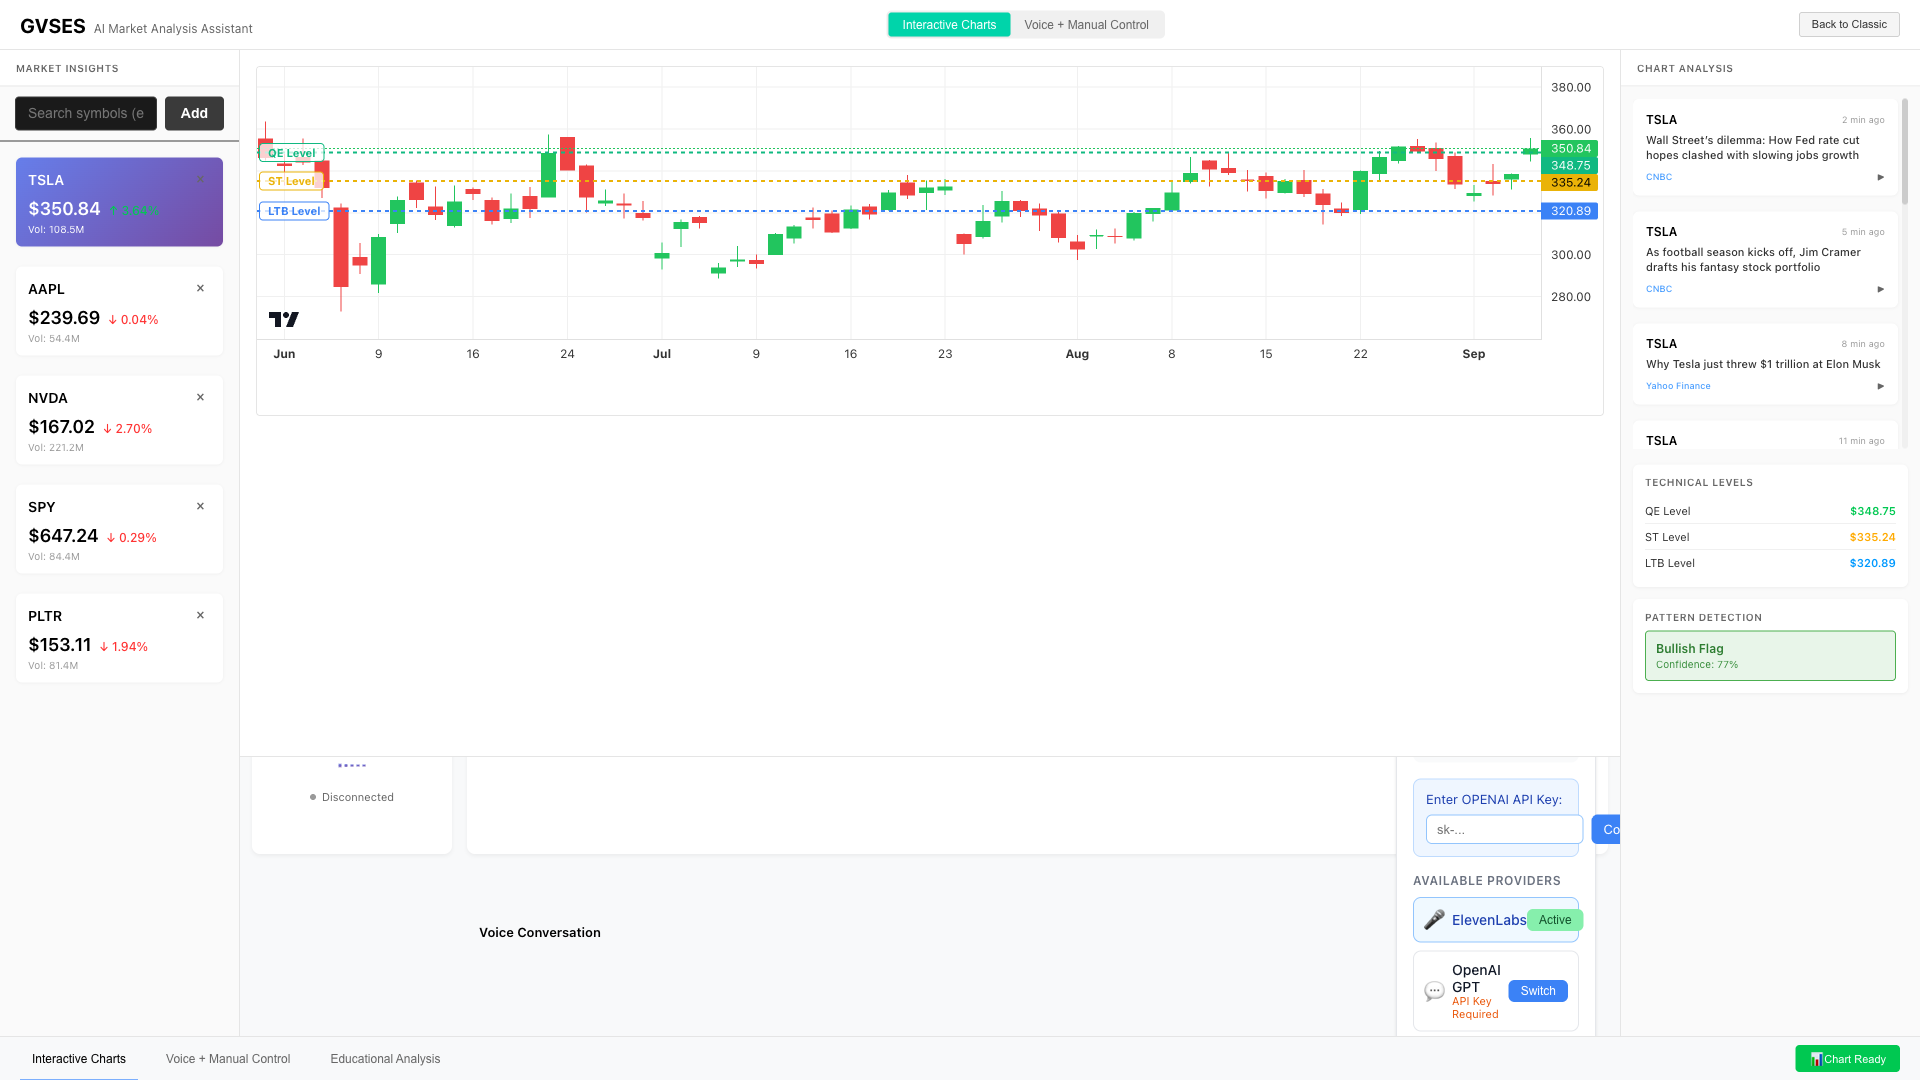 GVSES AI Market Analysis Assistant
Interactive Charts
Voice + Manual Control
Back to Classic
MARKET INSIGHTS
Search symbols (e
Add
TSLA
$350.84 ↑ 3.64%
Vol: 108.5M
AAPL ×
$239.69 ↓ 0.04%
Vol: 54.4M
NVDA ×
$167.02 ↓ 2.70%
Vol: 221.2M
SPY ×
$647.24 ↓ 0.29%
Vol: 84.4M
PLTR ×
$153.11 ↓ 1.94%
Vol: 81.4M
QE Level
ST Level
LTB Level
380.00
360.00
350.84
348.75
335.24
320.89
300.00
280.00
Jun 9 16 24 Jul 9 16 23 Aug 8 15 22 Sep
Disconnected
Voice Conversation
Enter OPENAI API Key:
sk-...
Co
AVAILABLE PROVIDERS
ElevenLabs Active
OpenAI
GPT
API Key
Required
Switch
CHART ANALYSIS
TSLA 2 min ago
Wall Street's dilemma: How Fed rate cut
hopes clashed with slowing jobs growth
CNBC
TSLA 5 min ago
As football season kicks off, Jim Cramer
drafts his fantasy stock portfolio
CNBC
TSLA 8 min ago
Why Tesla just threw $1 trillion at Elon Musk
Yahoo Finance
TSLA 11 min ago
TECHNICAL LEVELS
QE Level $348.75
ST Level $335.24
LTB Level $320.89
PATTERN DETECTION
Bullish Flag
Confidence: 77%
Interactive Charts
Voice + Manual Control
Educational Analysis
Chart Ready